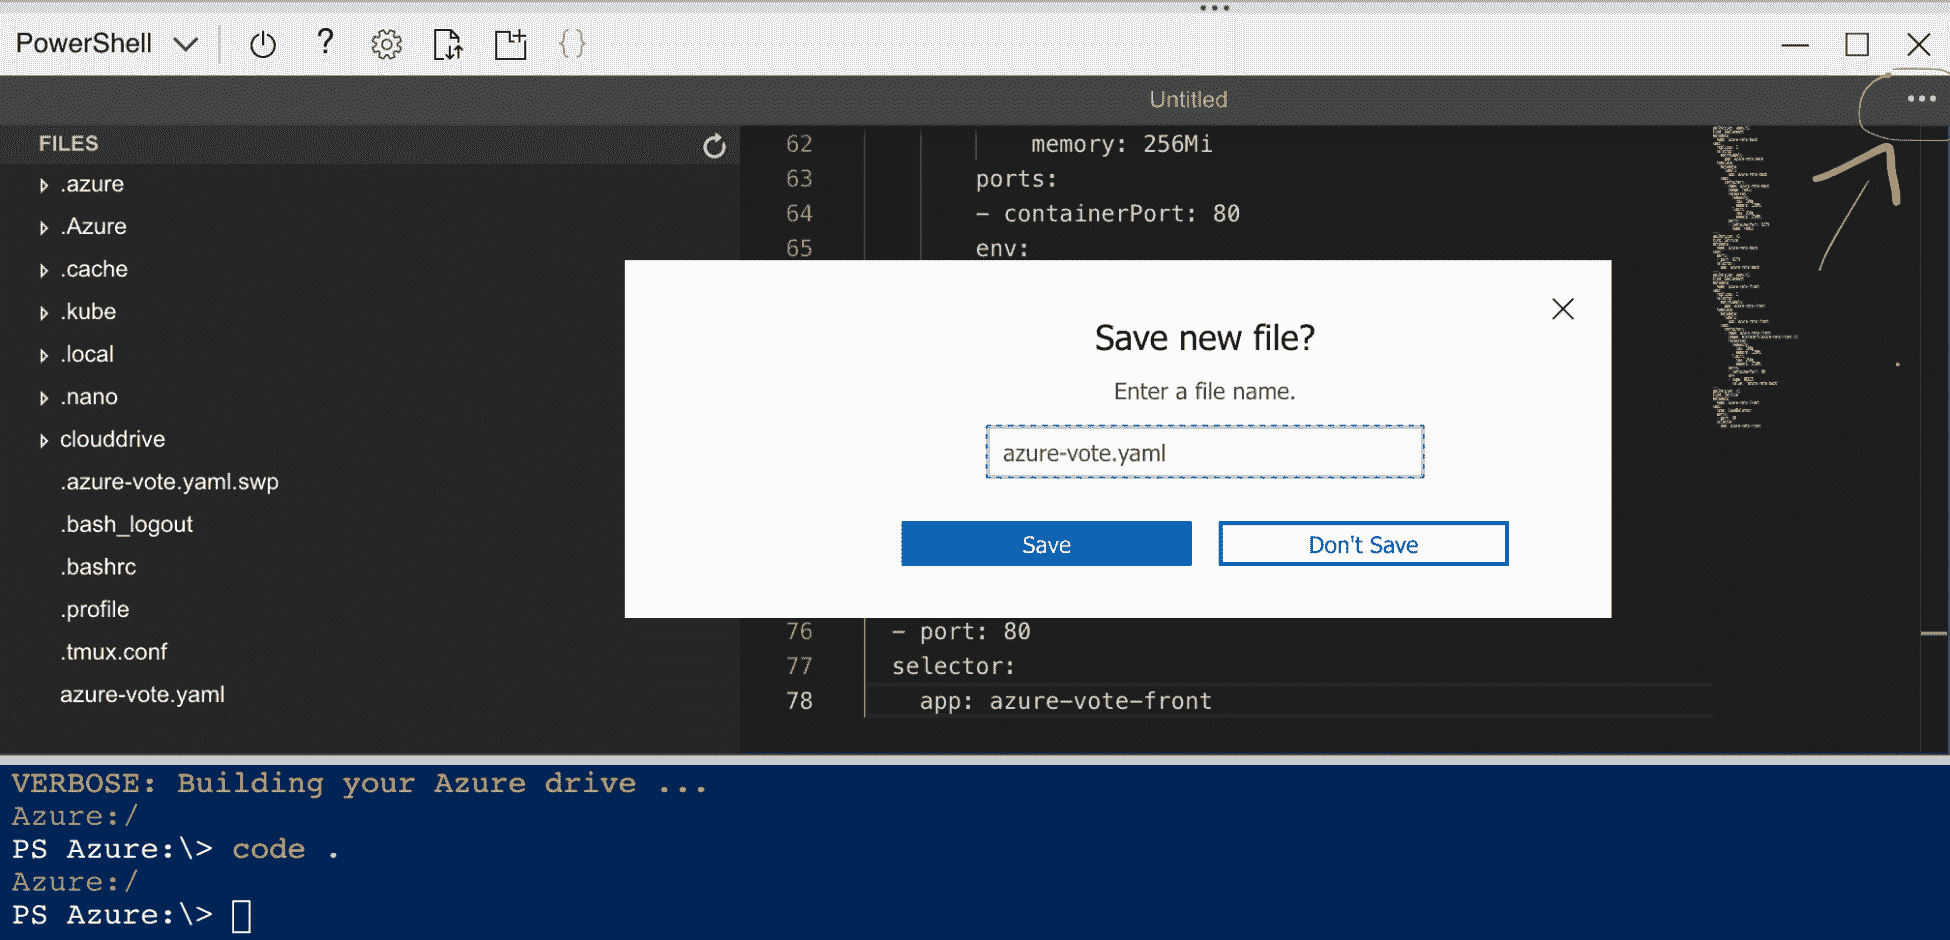 PowerShell
?
{}
Untitled
FILES
.azure
.Azure
.cache
.kube
.local
.nano
clouddrive
.azure-vote.yaml.swp
.bash_logout
.bashrc
.profile
.tmux.conf
azure-vote.yaml
62 memory: 256Mi
63 ports:
64 - containerPort: 80
65 env:
Save new file?
Enter a file name.
azure-vote.yaml
Save Don't Save
76 - port: 80
77 selector:
78 app: azure-vote-front
VERBOSE: Building your Azure drive ...
Azure:/
PS Azure:\> code .
Azure:/
PS Azure:\>